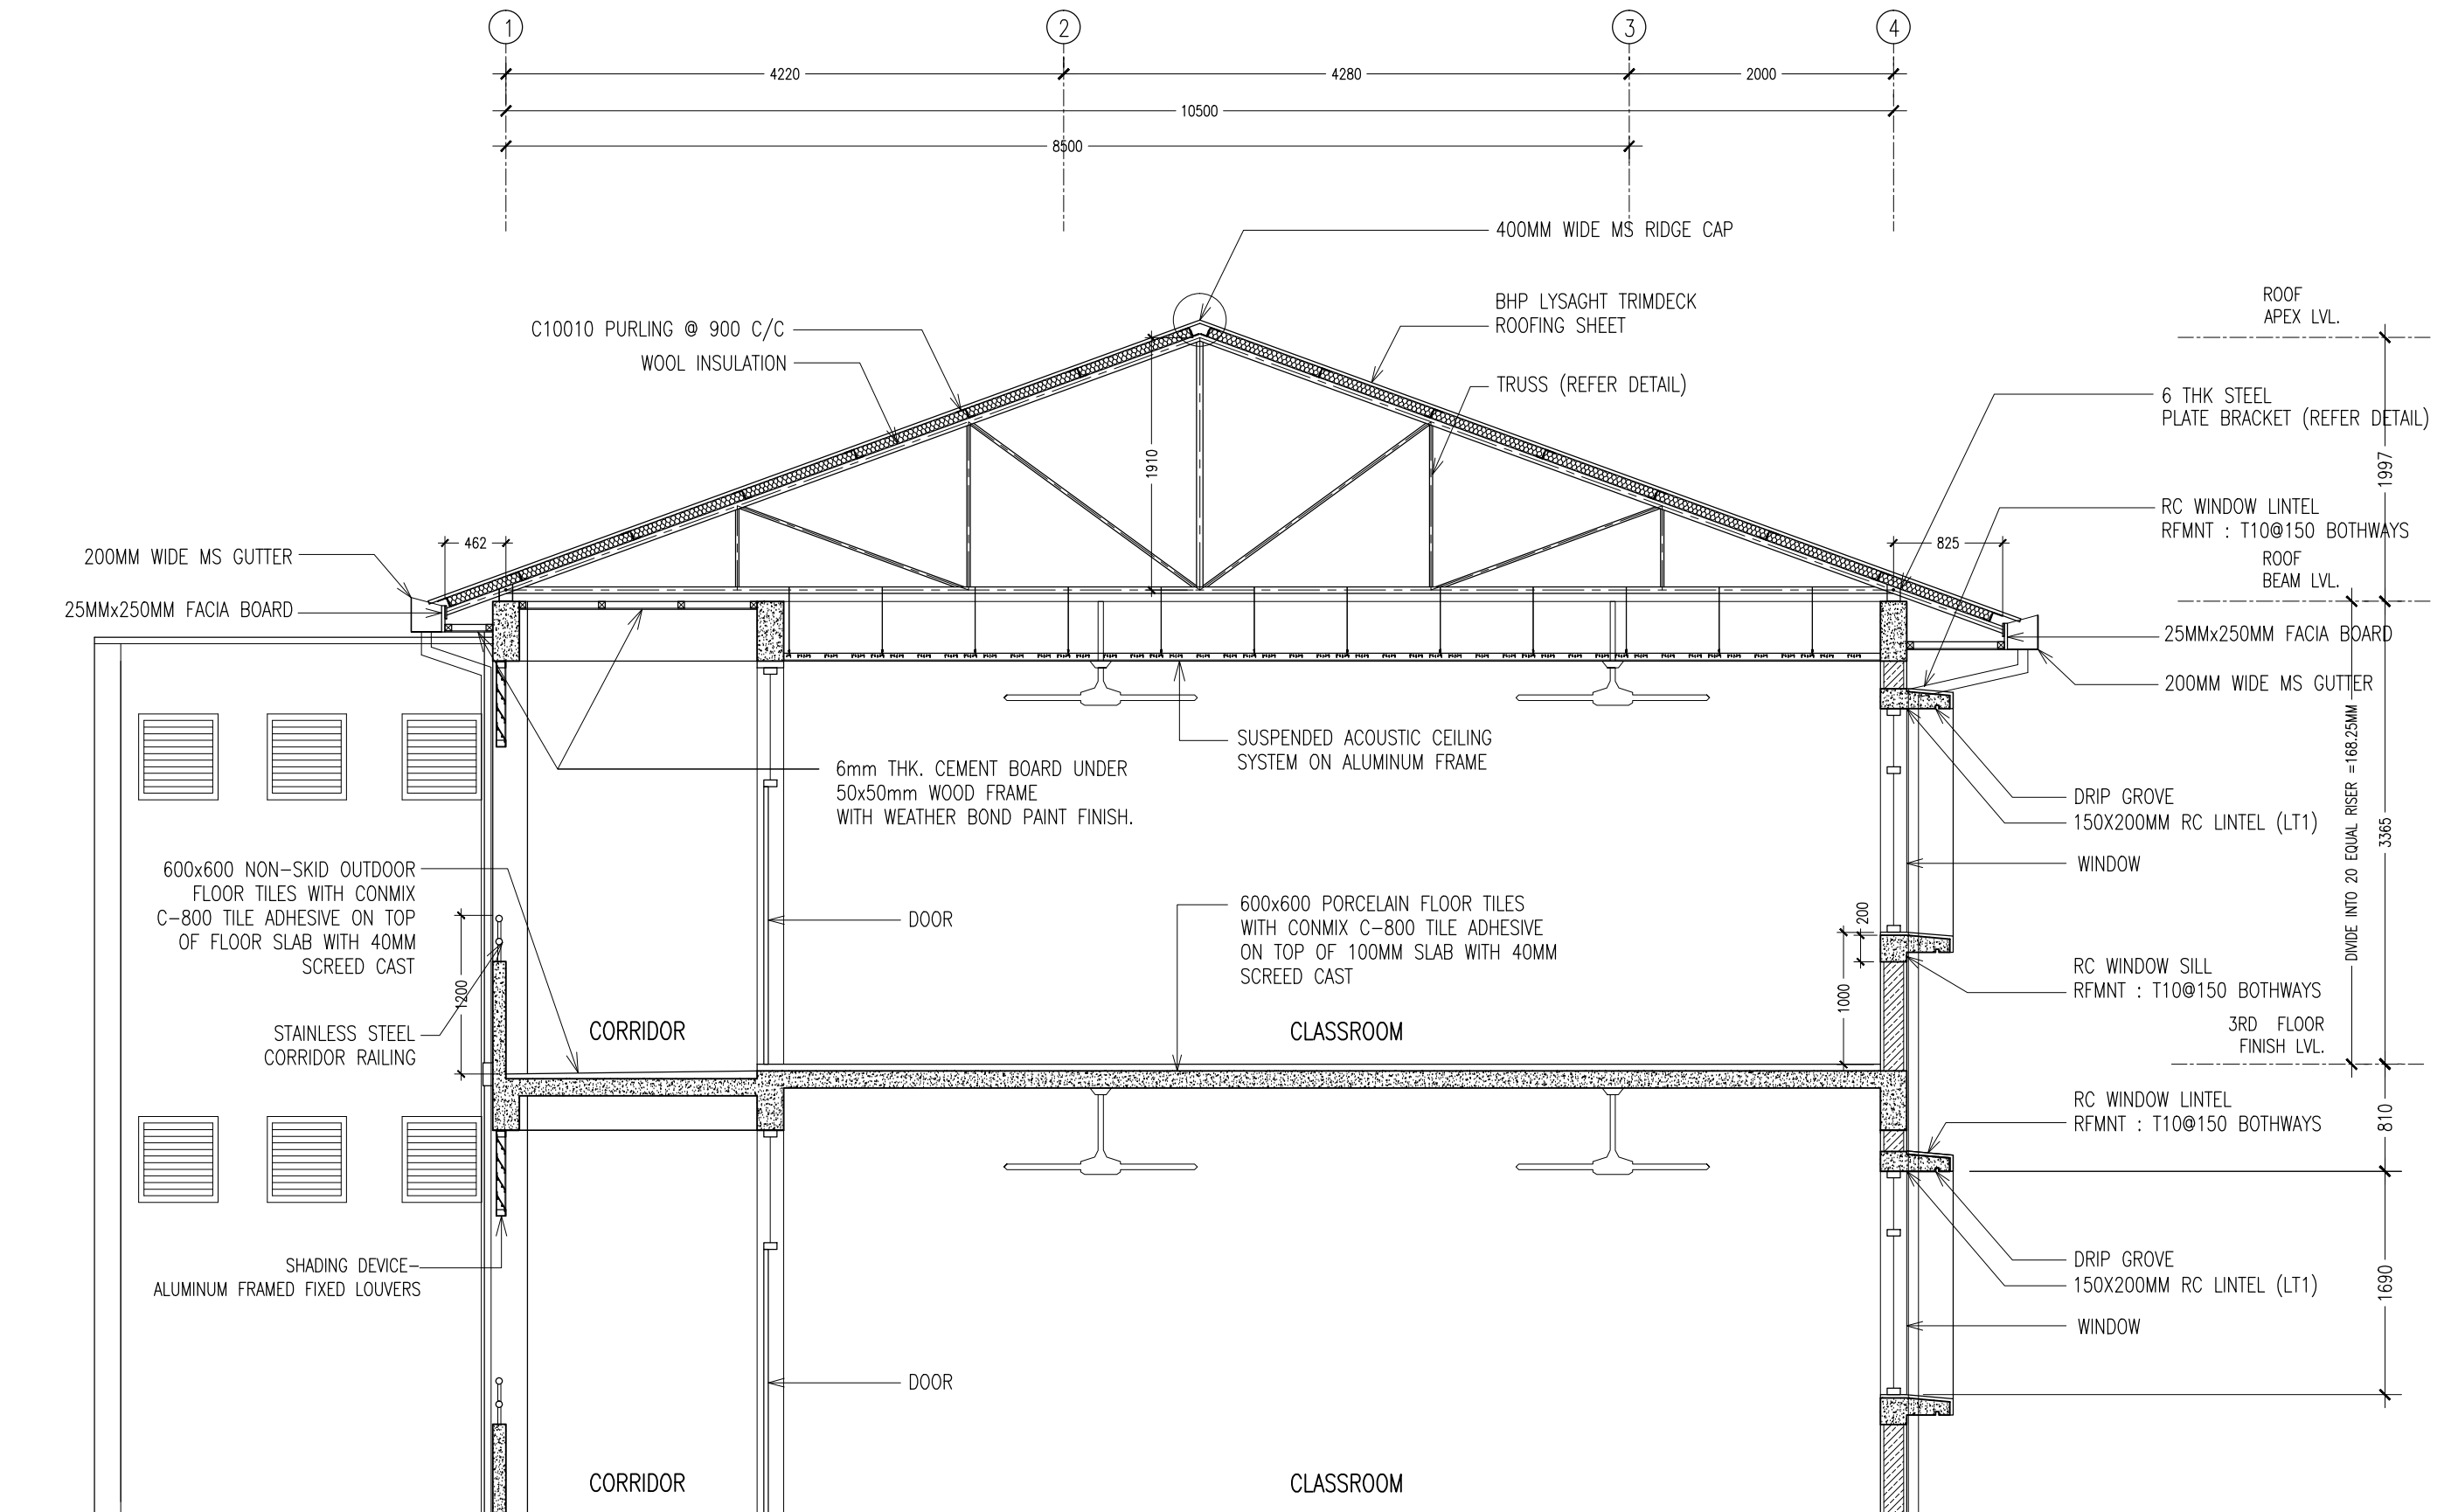 1
2
3
4
4220
4280
2000
10500
8500
400MM WIDE MS RIDGE CAP
BHP LYSAGHT TRIMDECK
ROOFING SHEET
C10010 PURLING @ 900 C/C
WOOL INSULATION
TRUSS (REFER DETAIL)
ROOF
APEX LVL.
6 THK STEEL
PLATE BRACKET (REFER DETAIL)
1997
1910
RC WINDOW LINTEL
RFMNT : T10@150 BOTHWAYS
ROOF
BEAM LVL.
462
825
200MM WIDE MS GUTTER
25MMx250MM FACIA BOARD
25MMx250MM FACIA BOARD
200MM WIDE MS GUTTER
SUSPENDED ACOUSTIC CEILING
SYSTEM ON ALUMINUM FRAME
6mm THK. CEMENT BOARD UNDER
50x50mm WOOD FRAME
WITH WEATHER BOND PAINT FINISH.
DIVIDE INTO 20 EQUAL RISER =168.25MM
3365
DRIP GROVE
150X200MM RC LINTEL (LT1)
WINDOW
600x600 NON-SKID OUTDOOR
FLOOR TILES WITH CONMIX
C-800 TILE ADHESIVE ON TOP
OF FLOOR SLAB WITH 40MM
SCREED CAST
DOOR
600x600 PORCELAIN FLOOR TILES
WITH CONMIX C-800 TILE ADHESIVE
ON TOP OF 100MM SLAB WITH 40MM
SCREED CAST
200
1000
1200
RC WINDOW SILL
RFMNT : T10@150 BOTHWAYS
STAINLESS STEEL
CORRIDOR RAILING
CORRIDOR
CLASSROOM
3RD FLOOR
FINISH LVL.
RC WINDOW LINTEL
RFMNT : T10@150 BOTHWAYS
810
SHADING DEVICE-
ALUMINUM FRAMED FIXED LOUVERS
DRIP GROVE
150X200MM RC LINTEL (LT1)
1690
WINDOW
DOOR
CORRIDOR
CLASSROOM